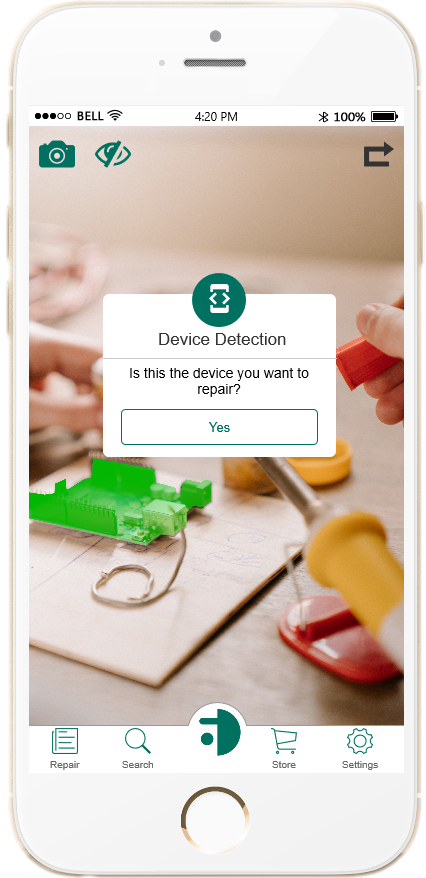 BELL 4:20 PM 100%
Device Detection
Is this the device you want to
repair?
Yes
Repair Search Store Settings